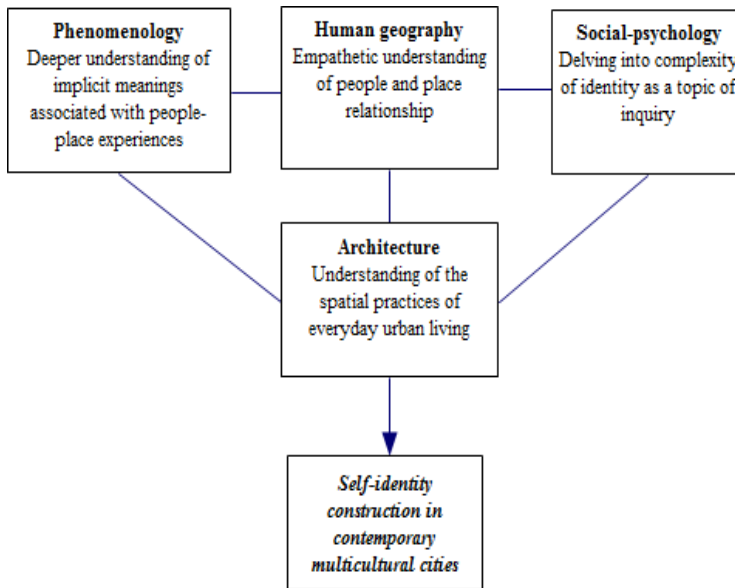 Phenomenology
Deeper understanding of
implicit meanings
associated with people-
place experiences
Human geography
Empathetic understanding
of people and place
relationship
Social-psychology
Delving into complexity
of identity as a topic of
inquiry
Architecture
Understanding of the
spatial practices of
everyday urban living
Self-identity
construction in
contemporary
multicultural cities